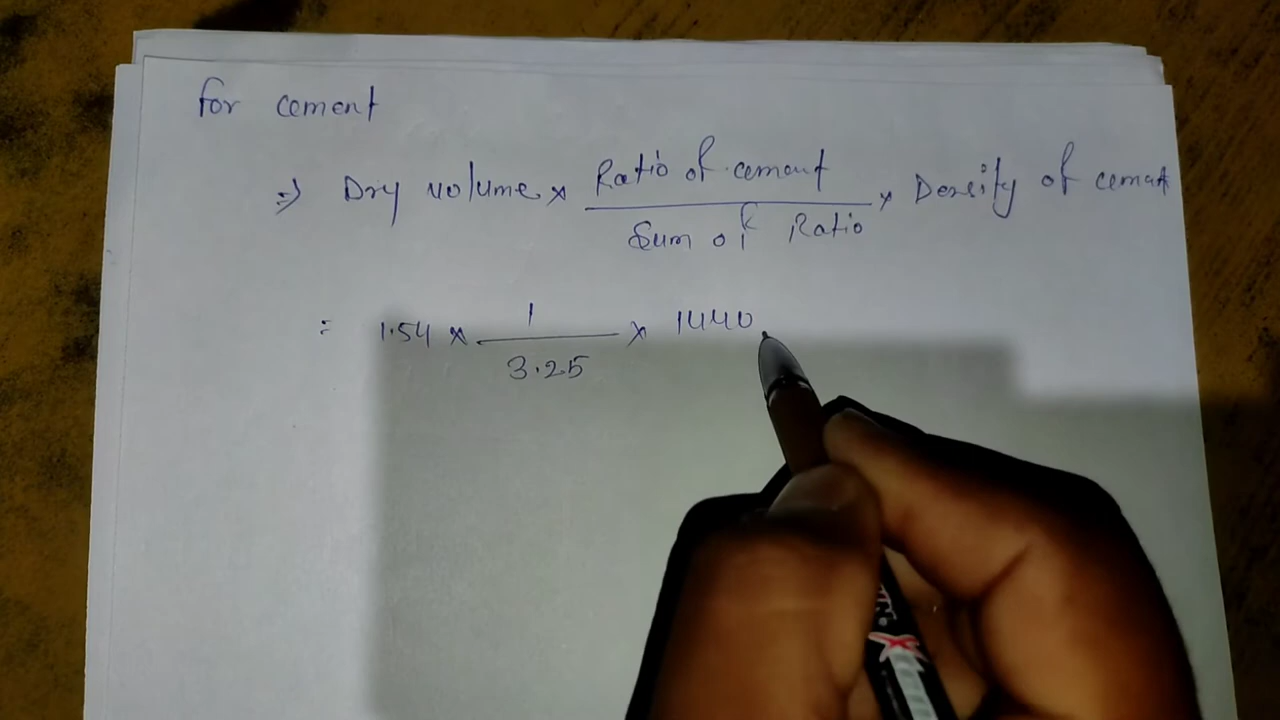 for cement
⇒ Dry volume × Ratio of cement / Sum of Ratio × Density of cement
= 1.54 × 1 / 3.25 × 1440